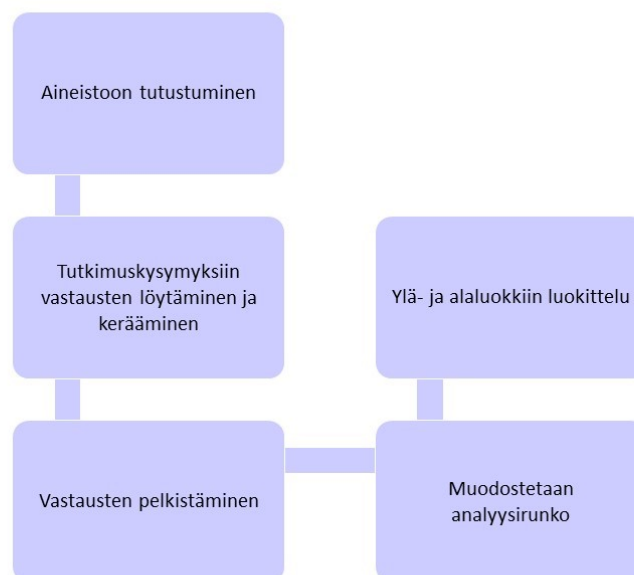 Aineistoon tutustuminen
Tutkimuskysymyksiin
vastausten löytäminen ja
kerääminen
Vastausten pelkistäminen
Muodostetaan
analyysirunko
Ylä- ja alaluokkiin luokittelu